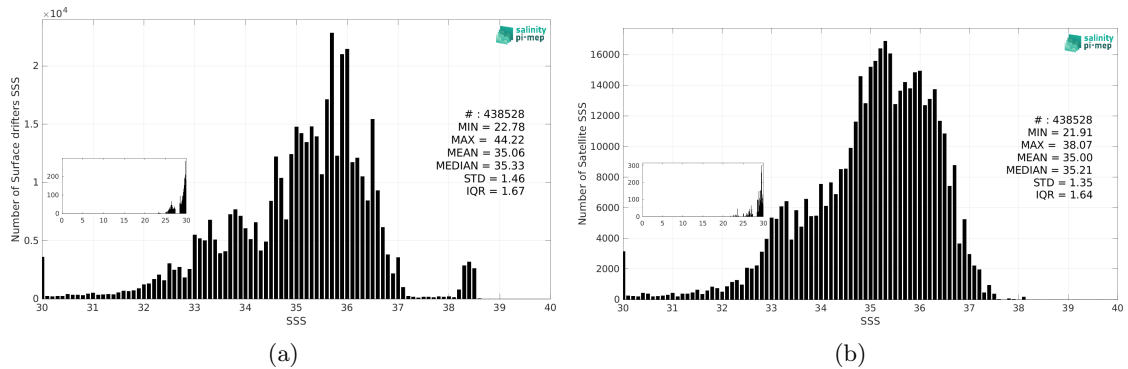 ×10⁴
salinity
pi-mep
2
1.5
1
0.5
0
Number of Surface drifters SSS
# : 438528
MIN = 22.78
MAX = 44.22
MEAN = 35.06
MEDIAN = 35.33
STD = 1.46
IQR = 1.67
200
100
0
0 5 10 15 20 25 30
30 31 32 33 34 35 36 37 38 39 40
SSS
(a)
salinity
pi-mep
16000
14000
12000
10000
8000
6000
4000
2000
0
Number of Satellite SSS
# : 438528
MIN = 21.91
MAX = 38.07
MEAN = 35.00
MEDIAN = 35.21
STD = 1.35
IQR = 1.64
300
200
100
0
0 5 10 15 20 25 30
30 31 32 33 34 35 36 37 38 39 40
SSS
(b)